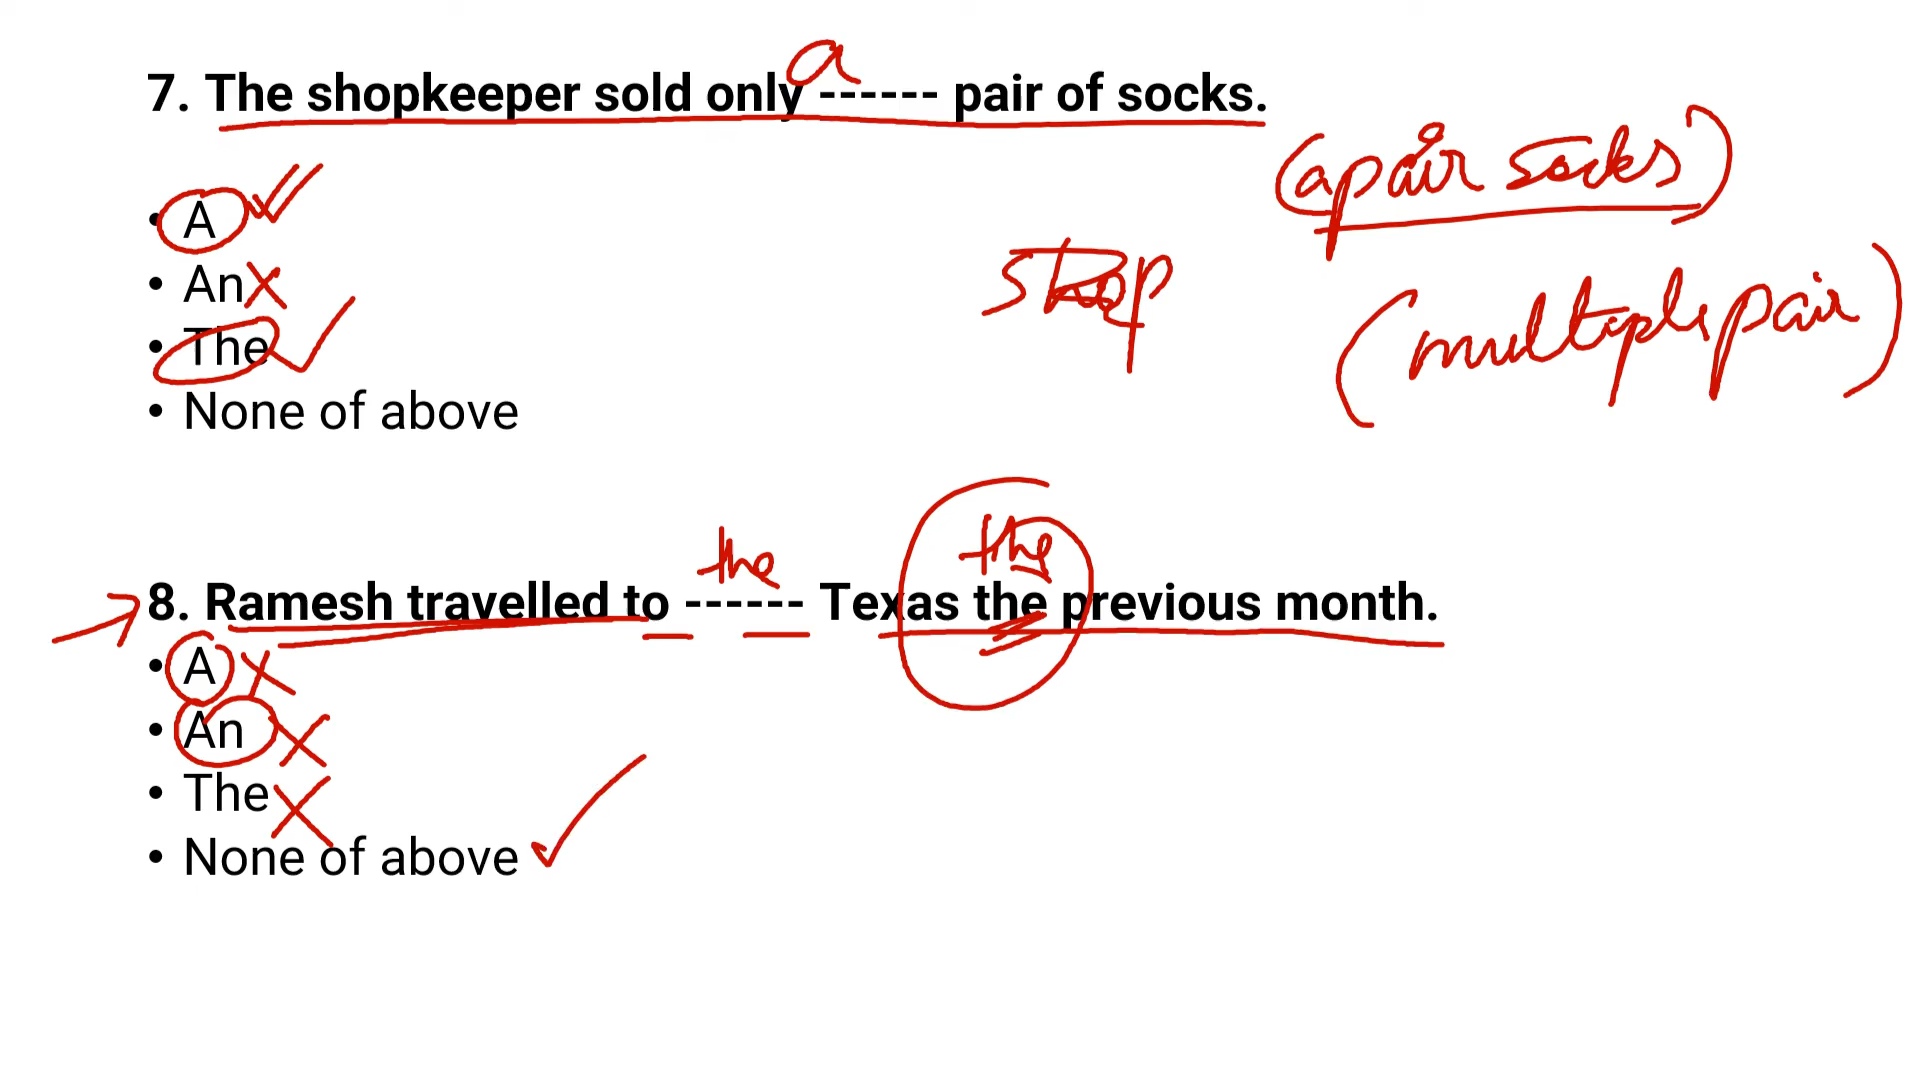 a
7. The shopkeeper sold only ------ pair of socks.
(a pair socks)
• A
shop
• An
(multiple pair)
• The
• None of above
the the
8. Ramesh travelled to ------ Texas the previous month.
• A
• An
• The
• None of above